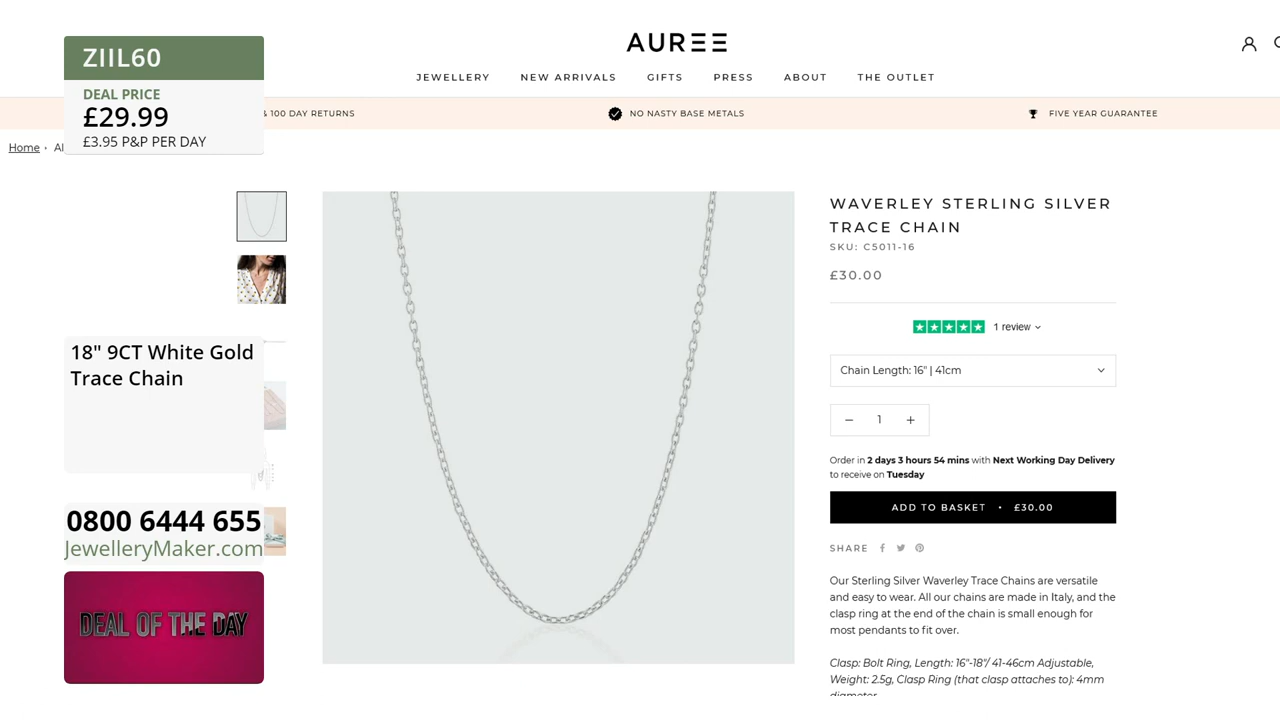 ZIIL60
DEAL PRICE
£29.99
£3.95 P&P PER DAY
AUREE
JEWELLERY NEW ARRIVALS GIFTS PRESS ABOUT THE OUTLET
& 100 DAY RETURNS
NO NASTY BASE METALS
FIVE YEAR GUARANTEE
Home
18" 9CT White Gold
Trace Chain
0800 6444 655
JewelleryMaker.com
DEAL OF THE DAY
WAVERLEY STERLING SILVER
TRACE CHAIN
SKU: C5011-16
£30.00
1 review
Chain Length: 16" | 41cm
1
Order in 2 days 3 hours 54 mins with Next Working Day Delivery
to receive on Tuesday
ADD TO BASKET • £30.00
SHARE
Our Sterling Silver Waverley Trace Chains are versatile
and easy to wear. All our chains are made in Italy, and the
clasp ring at the end of the chain is small enough for
most pendants to fit over.
Clasp: Bolt Ring, Length: 16"-18"/ 41-46cm Adjustable,
Weight: 2.5g, Clasp Ring (that clasp attaches to): 4mm
diameter